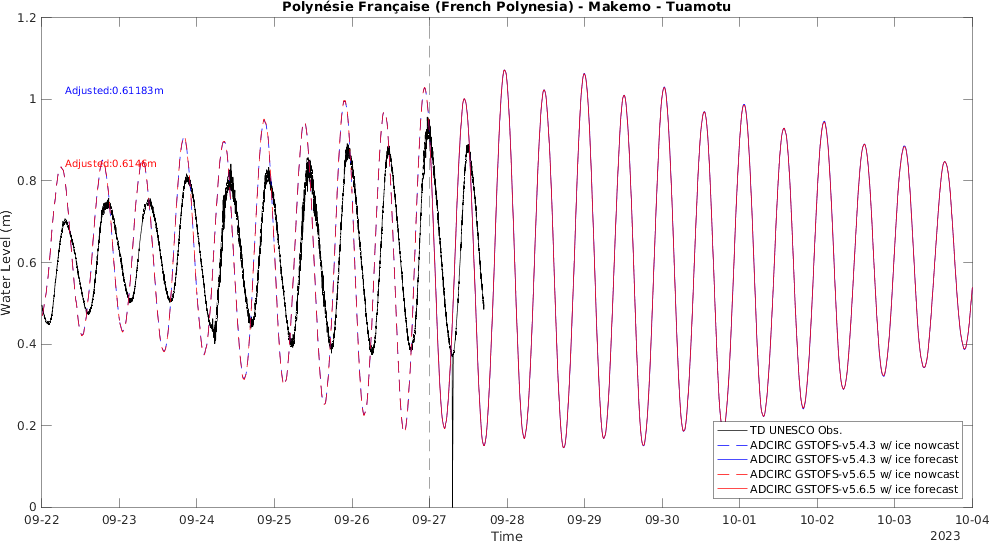 Polynésie Française (French Polynesia) - Makemo - Tuamotu
1.2
1
0.8
0.6
0.4
0.2
0
Water Level (m)
Adjusted:0.61183m
Adjusted:0.6146m
TD UNESCO Obs.
ADCIRC GSTOFS-v5.4.3 w/ ice nowcast
ADCIRC GSTOFS-v5.4.3 w/ ice forecast
ADCIRC GSTOFS-v5.6.5 w/ ice nowcast
ADCIRC GSTOFS-v5.6.5 w/ ice forecast
09-22 09-23 09-24 09-25 09-26 09-27 09-28 09-29 09-30 10-01 10-02 10-03 10-04
Time
2023